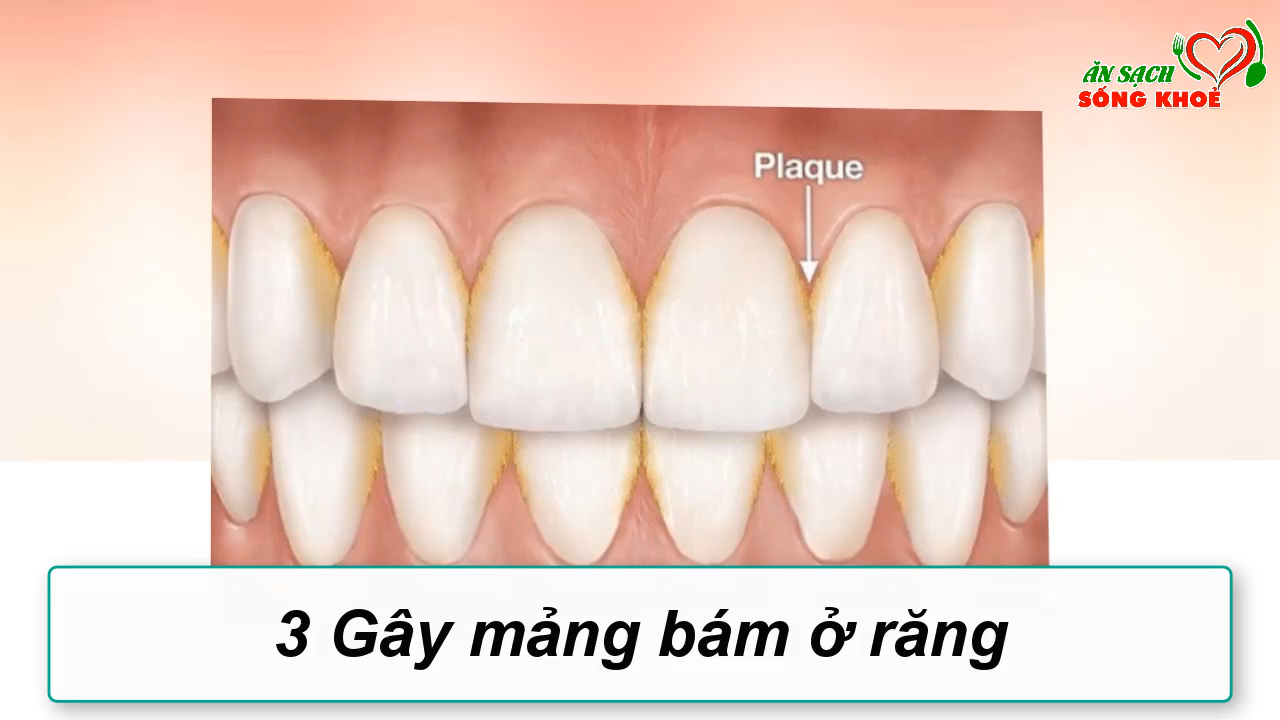 ĂN SẠCH
SỐNG KHOẺ
Plaque
3 Gây mảng bám ở răng